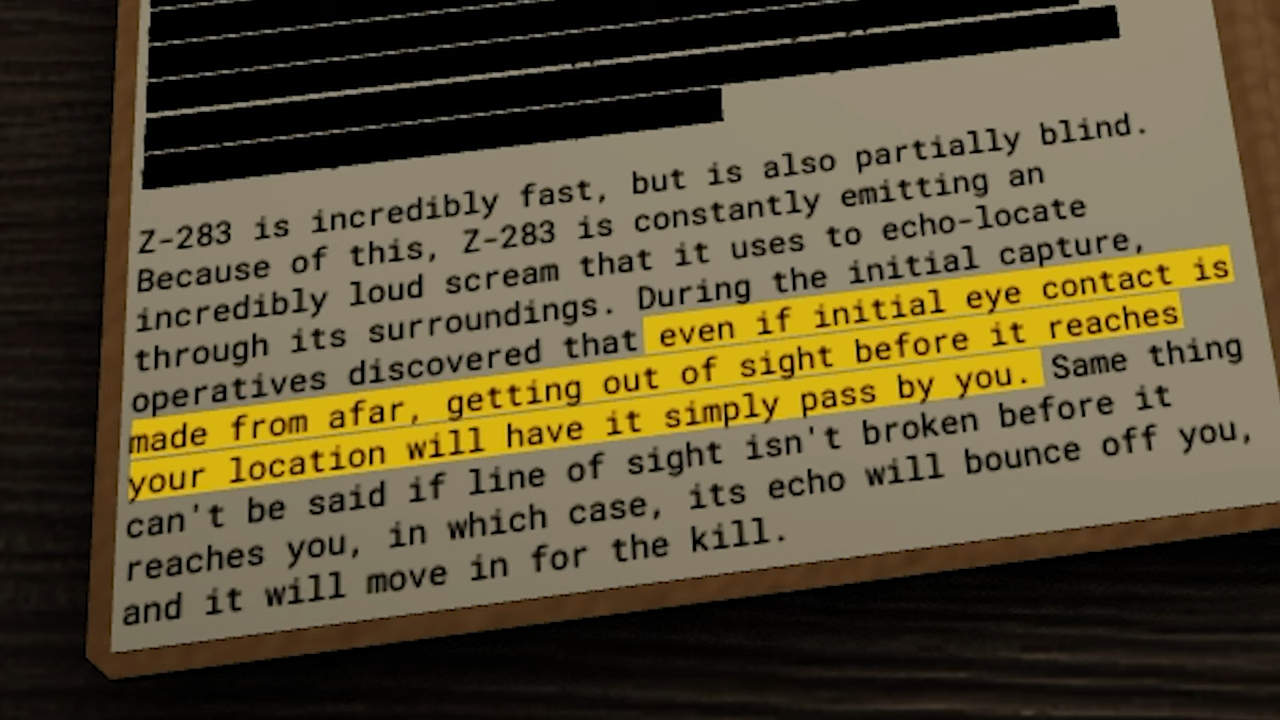 Z-283 is incredibly fast, but is also partially blind.
Because of this, Z-283 is constantly emitting an
incredibly loud scream that it uses to echo-locate
through its surroundings. During the initial capture,
operatives discovered that even if initial eye contact is
made from afar, getting out of sight before it reaches
your location will have it simply pass by you. Same thing
can't be said if line of sight isn't broken before it
reaches you, in which case, its echo will bounce off you,
and it will move in for the kill.